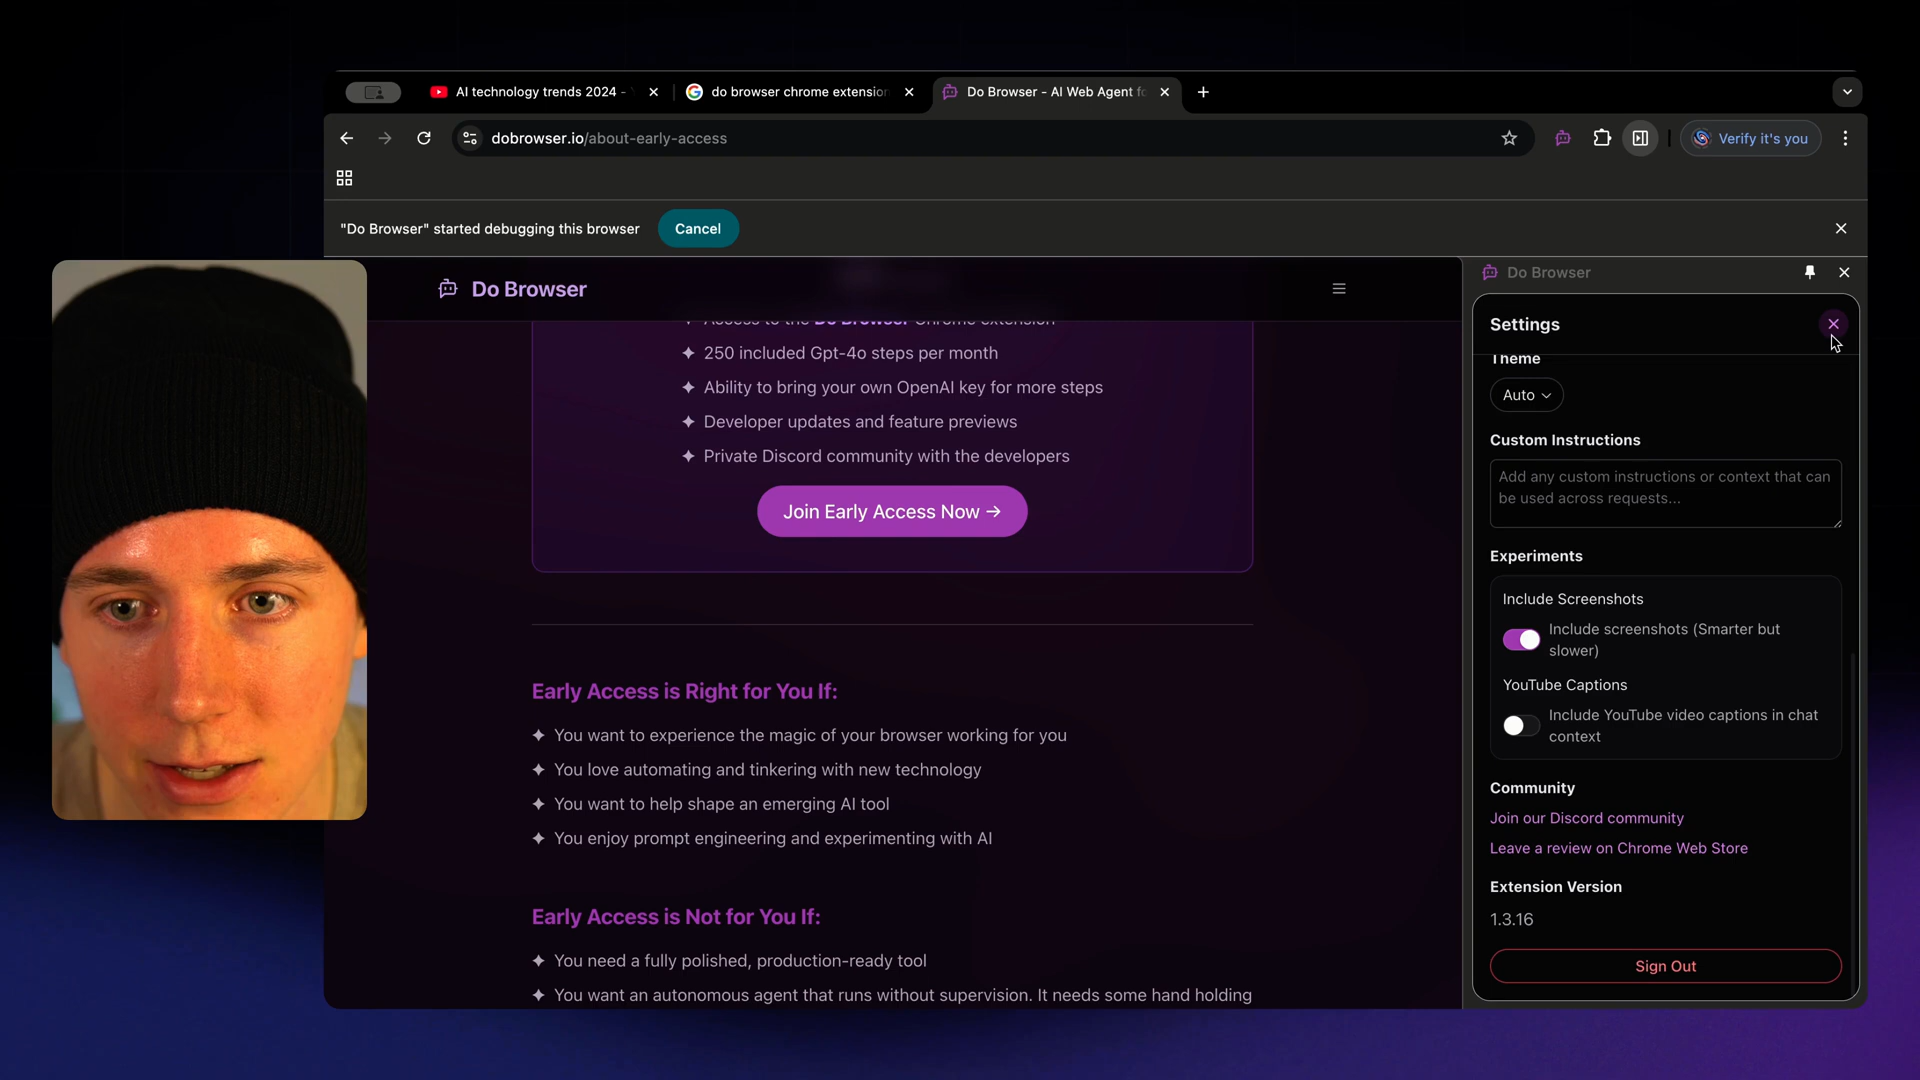 AI technology trends 2024 -
do browser chrome extension
Do Browser - AI Web Agent fo
dobrowser.io/about-early-access
Verify it's you
"Do Browser" started debugging this browser
Cancel
Do Browser
Access to the Do Browser Chrome extension
✦ 250 included Gpt-4o steps per month
✦ Ability to bring your own OpenAI key for more steps
✦ Developer updates and feature previews
✦ Private Discord community with the developers
Join Early Access Now →
Early Access is Right for You If:
✦ You want to experience the magic of your browser working for you
✦ You love automating and tinkering with new technology
✦ You want to help shape an emerging AI tool
✦ You enjoy prompt engineering and experimenting with AI
Early Access is Not for You If:
✦ You need a fully polished, production-ready tool
✦ You want an autonomous agent that runs without supervision. It needs some hand holding
Do Browser
Settings
Theme
Auto
Custom Instructions
Add any custom instructions or context that can
be used across requests...
Experiments
Include Screenshots
Include screenshots (Smarter but
slower)
YouTube Captions
Include YouTube video captions in chat
context
Community
Join our Discord community
Leave a review on Chrome Web Store
Extension Version
1.3.16
Sign Out